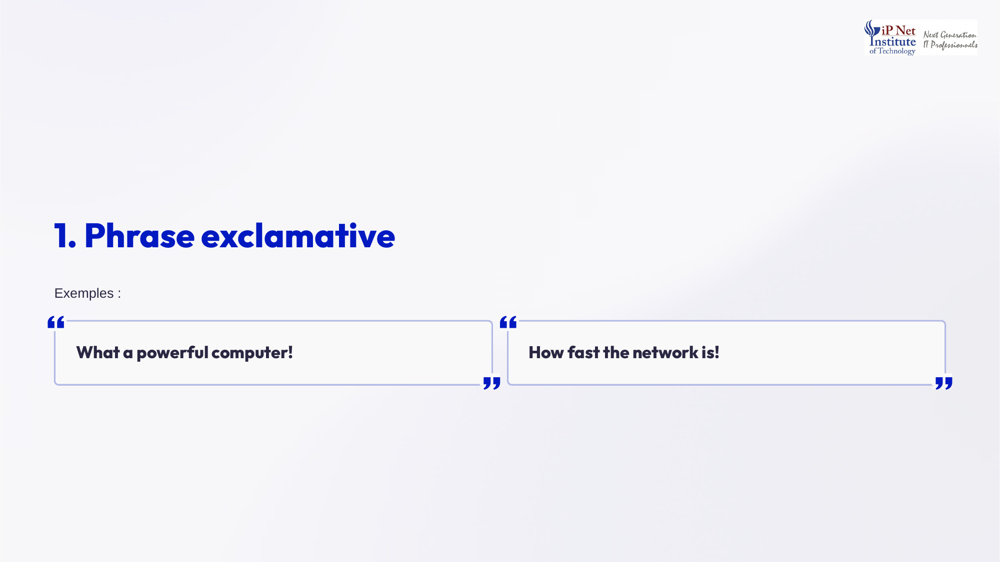 iP Net
Institute
of Technology
Next Generation
IT Professionnels
1. Phrase exclamative
Exemples :
“
What a powerful computer!
”
“
How fast the network is!
”